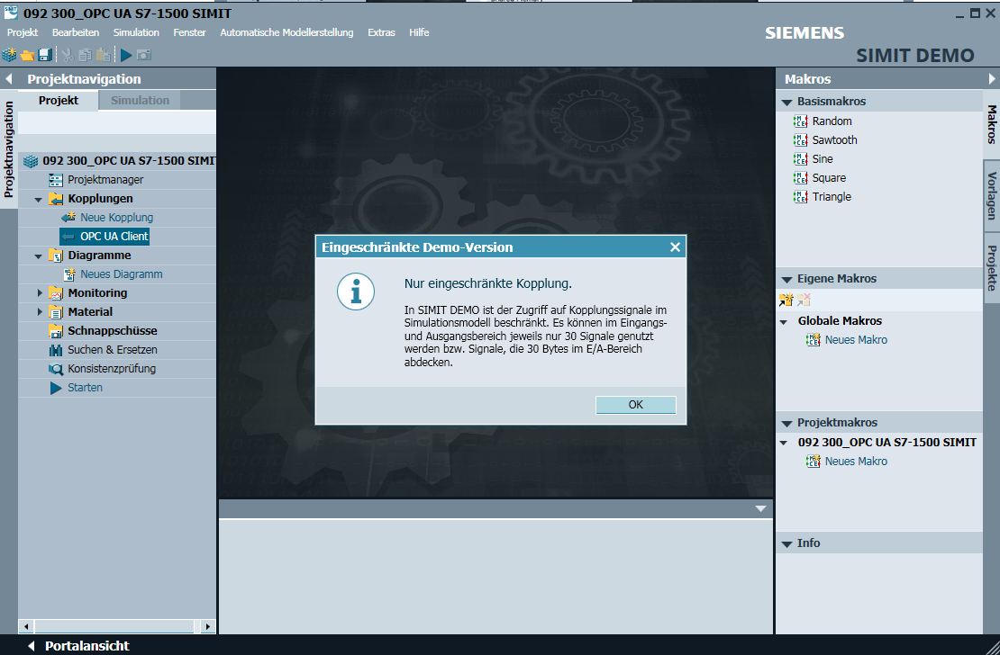 092 300_OPC UA S7-1500 SIMIT
Projekt Bearbeiten Simulation Fenster Automatische Modellerstellung Extras Hilfe
SIEMENS
SIMIT DEMO
Projektnavigation
Projekt Simulation
Projektnavigation
092 300_OPC UA S7-1500 SIMIT
Projektmanager
Kopplungen
Neue Kopplung
OPC UA Client
Diagramme
Neues Diagramm
Monitoring
Material
Schnappschüsse
Suchen & Ersetzen
Konsistenzprüfung
Starten
Eingeschränkte Demo-Version
Nur eingeschränkte Kopplung.
In SIMIT DEMO ist der Zugriff auf Kopplungssignale im
Simulationsmodell beschränkt. Es können im Eingangs-
und Ausgangsbereich jeweils nur 30 Signale genutzt
werden bzw. Signale, die 30 Bytes im E/A-Bereich
abdecken.
OK
Makros
Basismakros
Random
Sawtooth
Sine
Square
Triangle
Eigene Makros
Globale Makros
Neues Makro
Projektmakros
092 300_OPC UA S7-1500 SIMIT
Neues Makro
Info
Makros
Vorlagen
Projekte
Portalansicht